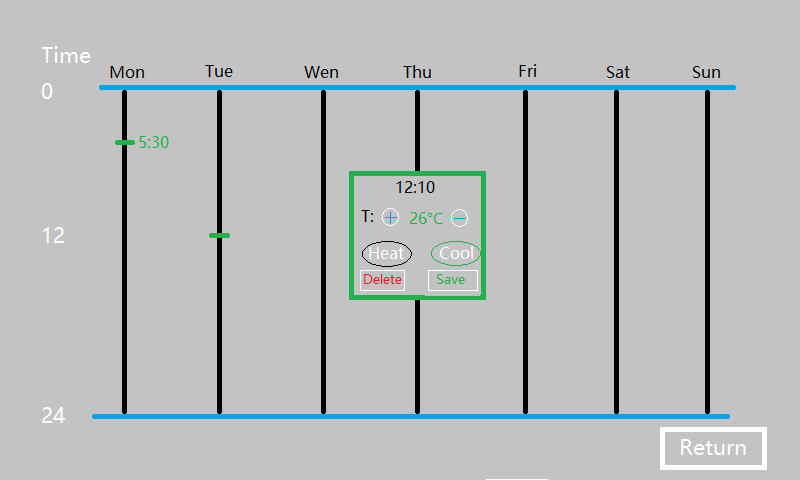 Time
Mon Tue Wen Thu Fri Sat Sun
0
5:30
12:10
T: + 26°C −
12
Heat Cool
Delete Save
24
Return